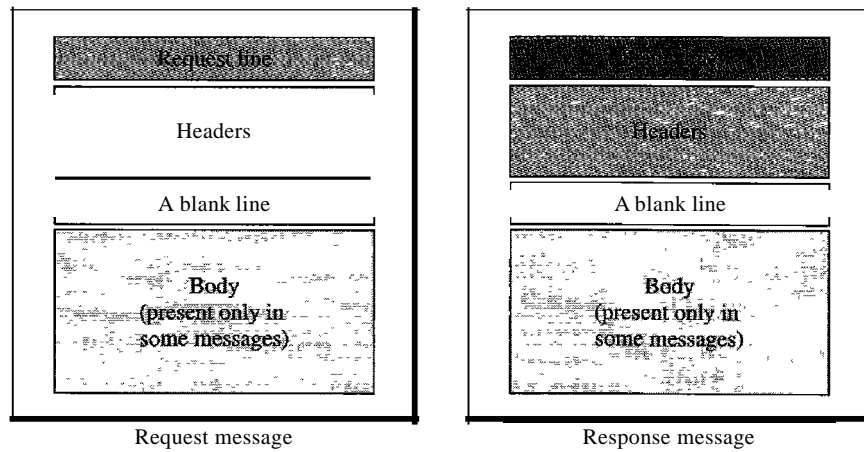 Request line
Headers
A blank line
Body
(present only in
some messages)
Request message
Headers
A blank line
Body
(present only in
some messages)
Response message